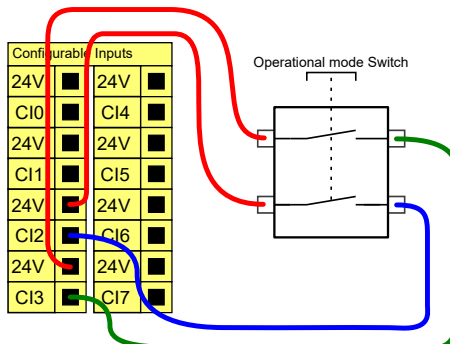 Configurable Inputs
24V 24V
CI0 CI4
24V 24V
CI1 CI5
24V 24V
CI2 CI6
24V 24V
CI3 CI7
Operational mode Switch